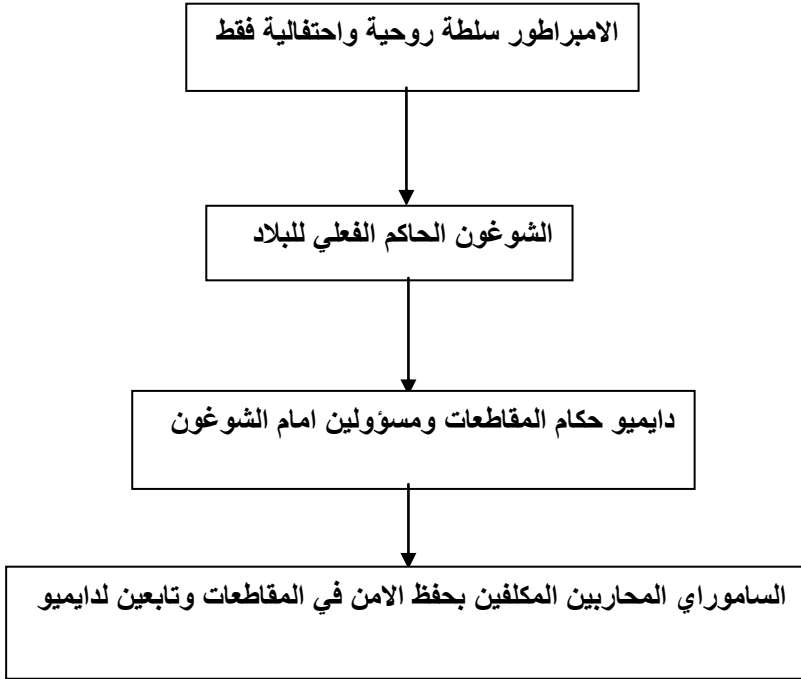 الامبراطور سلطة روحية واحتفالية فقط
الشوغون الحاكم الفعلي للبلاد
دايميو حكام المقاطعات ومسؤولين امام الشوغون
الساموراي المحاربين المكلفين بحفظ الامن في المقاطعات وتابعين لدايميو